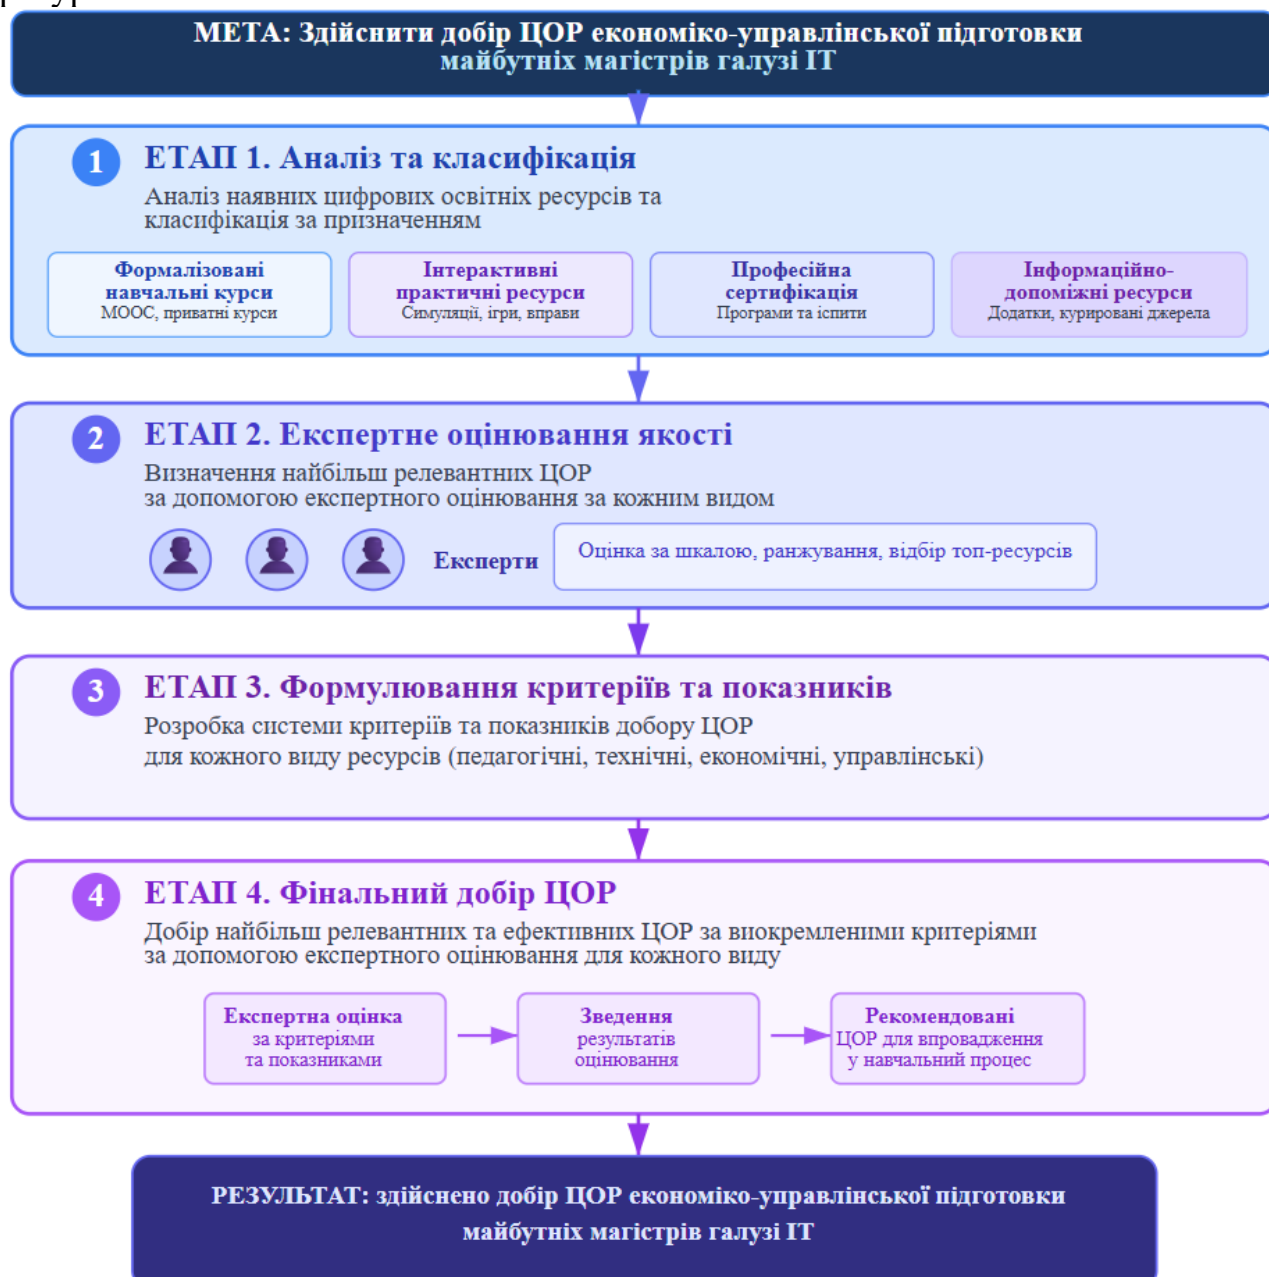 МЕТА: Здійснити добір ЦОР економіко-управлінської підготовки
майбутніх магістрів галузі ІТ
1
ЕТАП 1. Аналіз та класифікація
Аналіз наявних цифрових освітніх ресурсів та
класифікація за призначенням
Формалізовані
навчальні курси
МООС, приватні курси
Інтерактивні
практичні ресурси
Симуляції, ігри, вправи
Професійна
сертифікація
Програми та іспити
Інформаційно-
допоміжні ресурси
Додатки, курировані джерела
2
ЕТАП 2. Експертне оцінювання якості
Визначення найбільш релевантних ЦОР
за допомогою експертного оцінювання за кожним видом
Експерти
Оцінка за шкалою, ранжування, відбір топ-ресурсів
3
ЕТАП 3. Формулювання критеріїв та показників
Розробка системи критеріїв та показників добору ЦОР
для кожного виду ресурсів (педагогічні, технічні, економічні, управлінські)
4
ЕТАП 4. Фінальний добір ЦОР
Добір найбільш релевантних та ефективних ЦОР за виокремленими критеріями
за допомогою експертного оцінювання для кожного виду
Експертна оцінка
за критеріями
та показниками
Зведення
результатів
оцінювання
Рекомендовані
ЦОР для впровадження
у навчальний процес
РЕЗУЛЬТАТ: здійснено добір ЦОР економіко-управлінської підготовки
майбутніх магістрів галузі ІТ